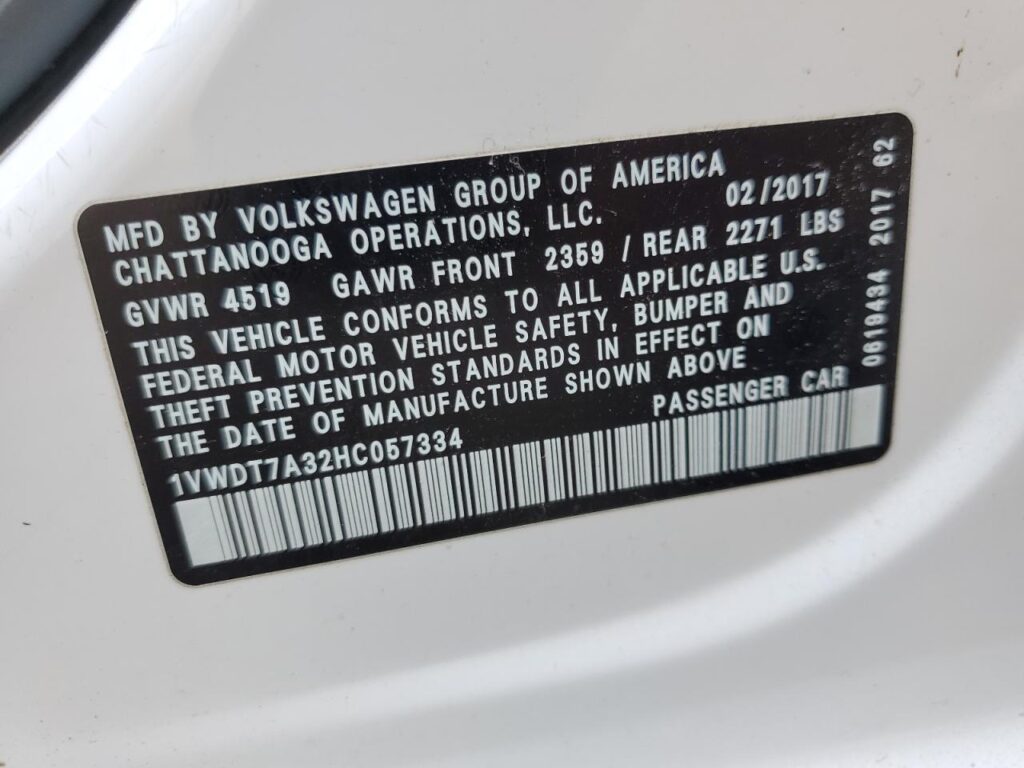 MFD BY VOLKSWAGEN GROUP OF AMERICA
CHATTANOOGA OPERATIONS, LLC. 02/2017
GVWR 4519 GAWR FRONT 2359 / REAR 2271 LBS
THIS VEHICLE CONFORMS TO ALL APPLICABLE U.S.
FEDERAL MOTOR VEHICLE SAFETY, BUMPER AND
THEFT PREVENTION STANDARDS IN EFFECT ON
THE DATE OF MANUFACTURE SHOWN ABOVE
1VWDT7A32HC057334 PASSENGER CAR
0619434 2017 62